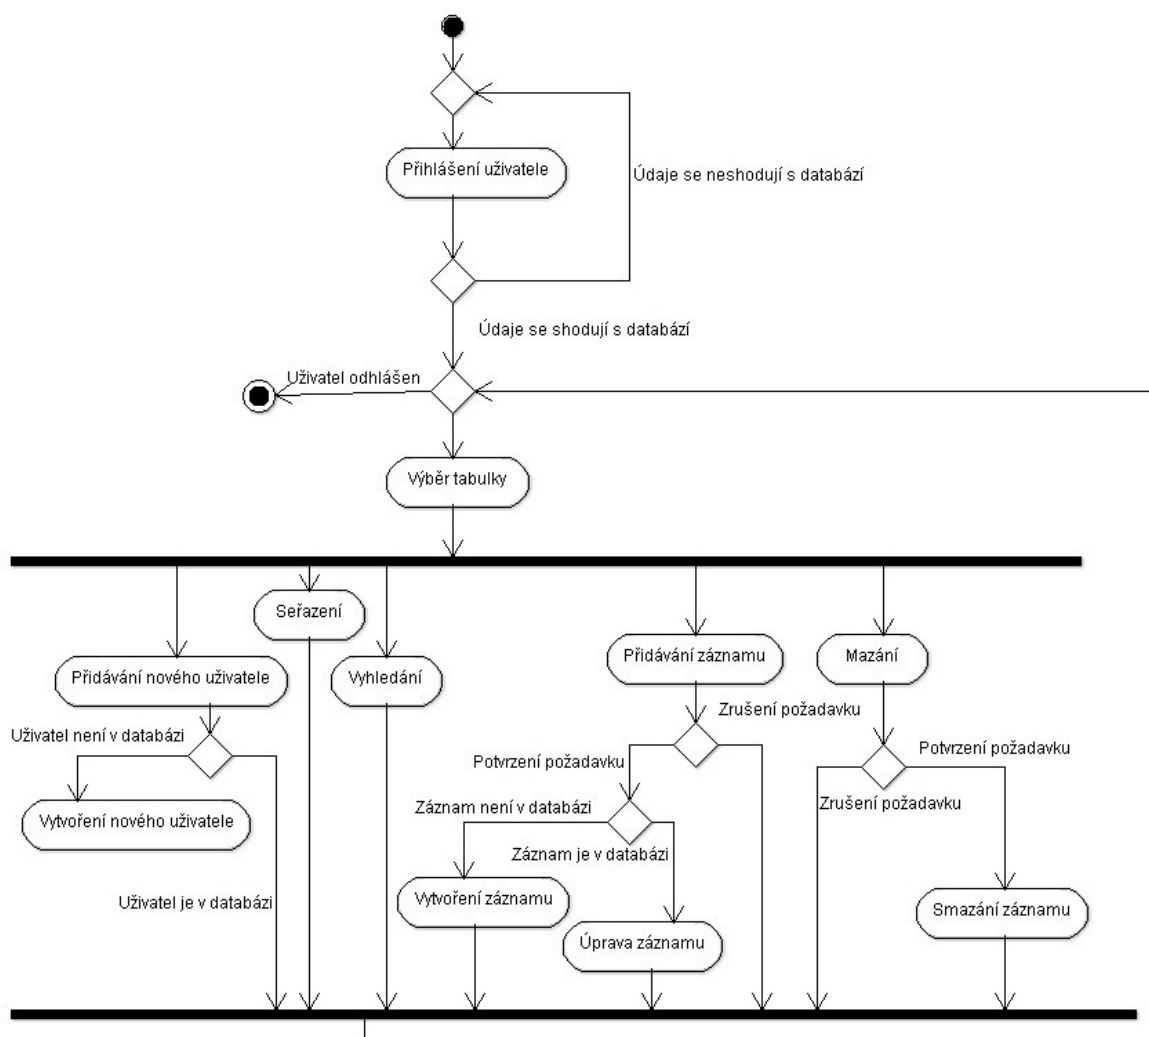 Přihlášení uživatele
Údaje se neshodují s databází
Údaje se shodují s databází
Uživatel odhlášen
Výběr tabulky
Seřazení
Přidávání nového uživatele
Vyhledání
Přidávání záznamu
Mazání
Uživatel není v databázi
Zrušení požadavku
Potvrzení požadavku
Potvrzení požadavku
Vytvoření nového uživatele
Záznam není v databázi
Zrušení požadavku
Záznam je v databázi
Uživatel je v databázi
Vytvoření záznamu
Smazání záznamu
Úprava záznamu